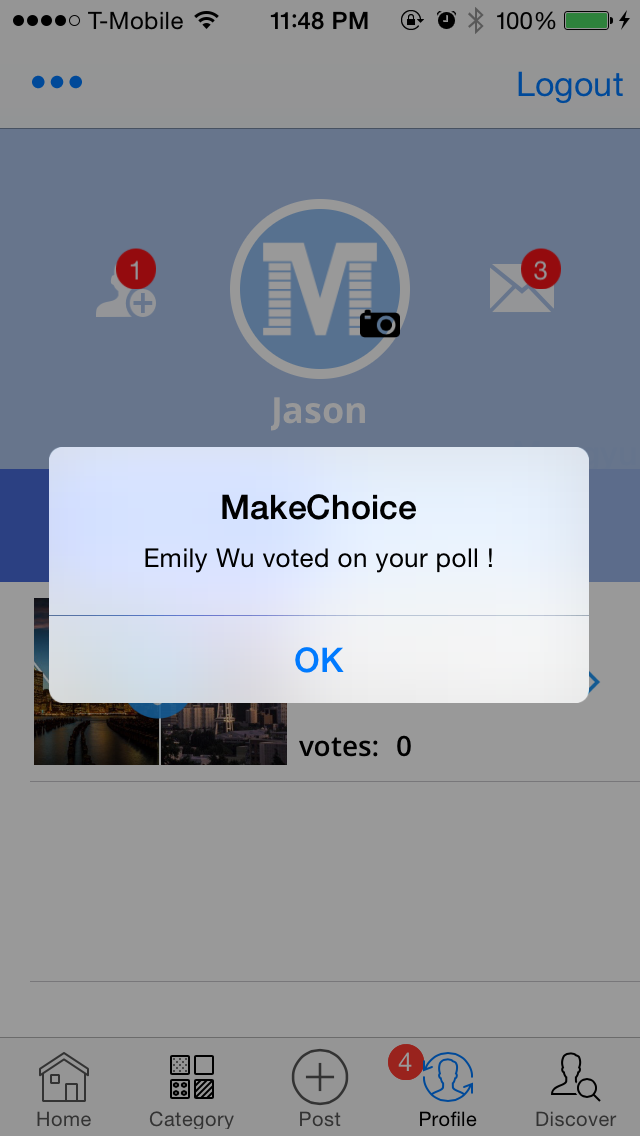 T-Mobile 11:48 PM 100%
Logout
1
3
M
Jason
MakeChoice
Emily Wu voted on your poll !
OK
votes: 0
4
Home Category Post Profile Discover